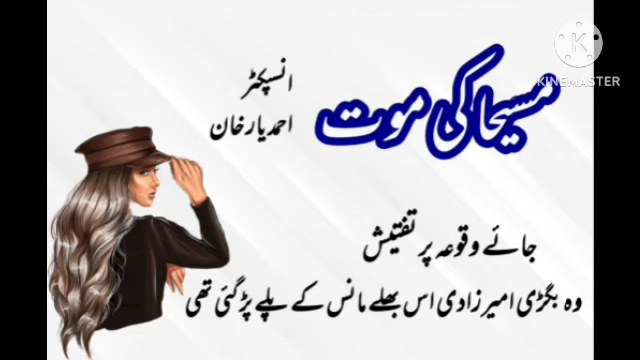 مسیحا کی موت
انسپکٹر
احمد یار خان
جائے وقوعہ پر تفتیش
وہ بگڑی امیرزادی اس بھلے مانس کے پلے پڑ گئی تھی
K
KINEMASTER